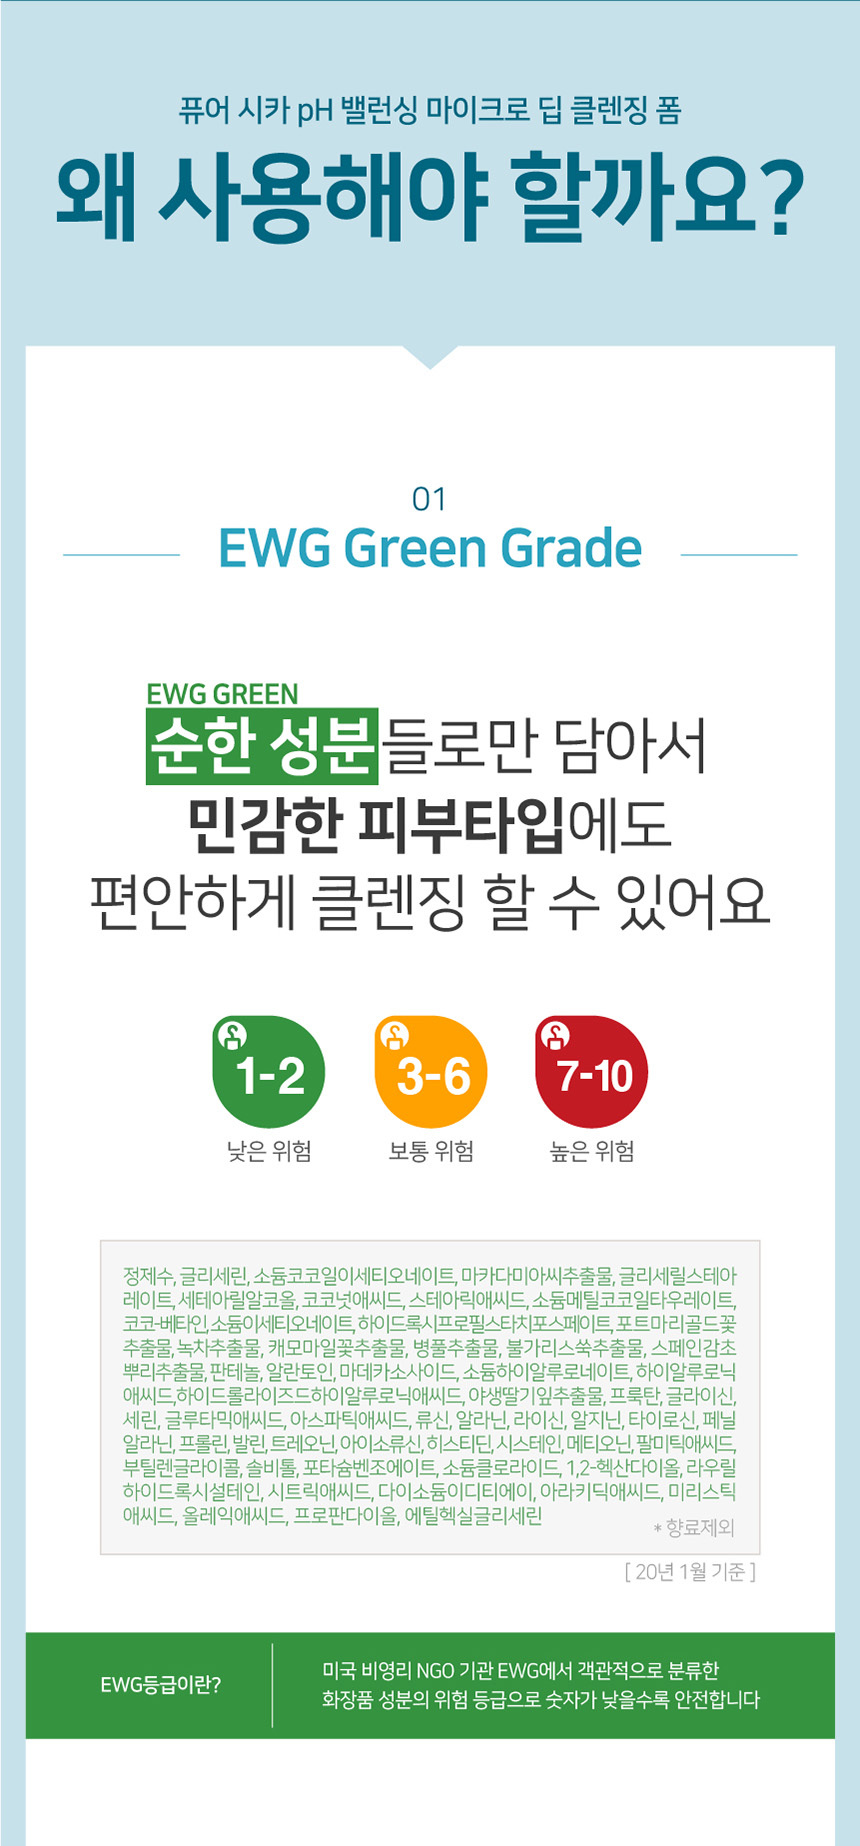 퓨어 시카 pH 밸런싱 마이크로 딥 클렌징 폼
왜 사용해야 할까요?
01
EWG Green Grade
EWG GREEN
순한 성분들로만 담아서
민감한 피부타입에도
편안하게 클렌징 할 수 있어요
1-2
3-6
7-10
낮은 위험
보통 위험
높은 위험
정제수, 글리세린, 소듐코코일이세티오네이트, 마카다미아씨추출물, 글리세릴스테아
레이트, 세테아릴알코올, 코코넛애씨드, 스테아릭애씨드, 소듐메틸코코일타우레이트,
코코-베타인, 소듐이세티오네이트, 하이드록시프로필스타치포스페이트, 포트마리골드꽃
추출물, 녹차추출물, 캐모마일꽃추출물, 병풀추출물, 불가리스쑥추출물, 스페인감초
뿌리추출물, 판테놀, 알란토인, 마데카소사이드, 소듐하이알루로네이트, 하이알루로닉
애씨드,하이드롤라이즈드하이알루로닉애씨드, 야생딸기잎추출물, 프룩탄, 글라이신,
세린, 글루타믹애씨드, 아스파틱애씨드, 류신, 알라닌, 라이신, 알지닌, 타이로신, 페닐
알라닌, 프롤린, 발린, 트레오닌, 아이소류신, 히스티딘, 시스테인, 메티오닌, 팔미틱애씨드,
부틸렌글라이콜, 솔비톨, 포타슘벤조에이트, 소듐클로라이드, 1,2-헥산다이올, 라우릴
하이드록시설테인, 시트릭애씨드, 다이소듐이디티에이, 아라키딕애씨드, 미리스틱
애씨드, 올레익애씨드, 프로판다이올, 에틸헥실글리세린
* 향료제외
[ 20년 1월 기준 ]
EWG등급이란?
미국 비영리 NGO 기관 EWG에서 객관적으로 분류한
화장품 성분의 위험 등급으로 숫자가 낮을수록 안전합니다